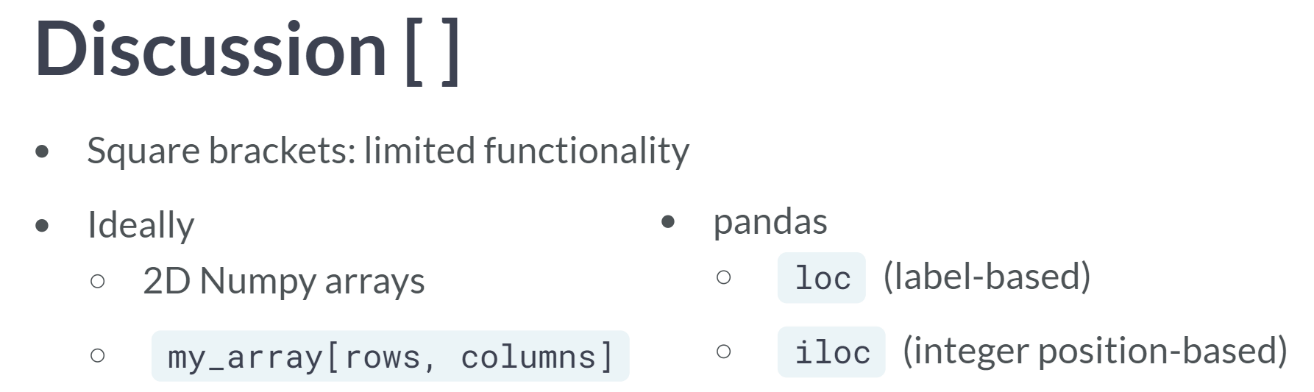 Discussion [ ]
• Square brackets: limited functionality
• Ideally
○ 2D Numpy arrays
○ my_array[rows, columns]
• pandas
○ loc (label-based)
○ iloc (integer position-based)